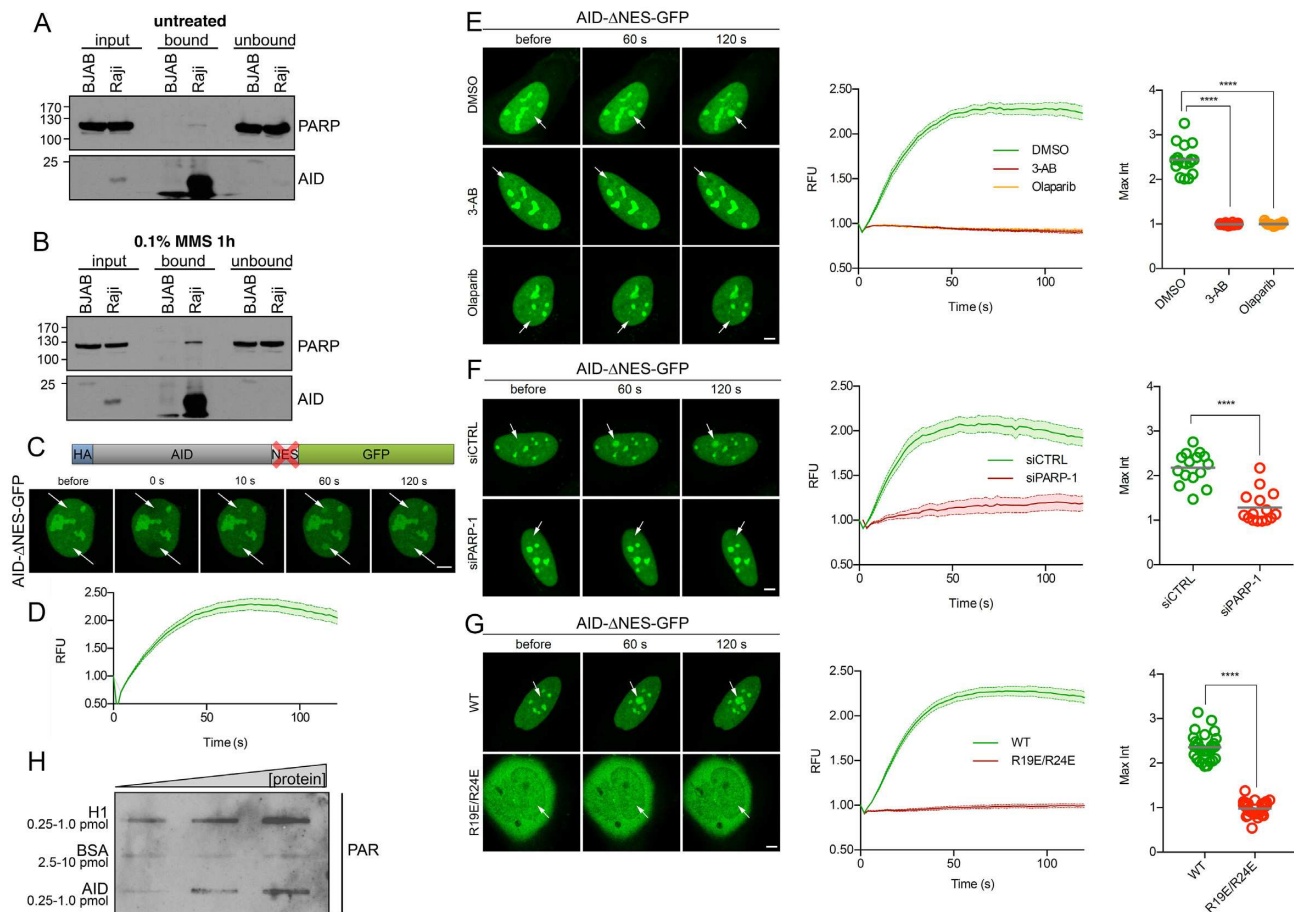 A
untreated
input bound unbound
BJAB Raji BJAB Raji BJAB Raji
170
130
100
PARP
25
AID
B
0.1% MMS 1h
input bound unbound
BJAB Raji BJAB Raji BJAB Raji
170
130
100
PARP
25
AID
C
HA AID NES GFP
before 0 s 10 s 60 s 120 s
AID-ΔNES-GFP
D
2.50
2.00
1.50
1.00
0.50
RFU
0 50 100
Time (s)
H
[protein]
H1
0.25-1.0 pmol
BSA
2.5-10 pmol
AID
0.25-1.0 pmol
PAR
E
AID-ΔNES-GFP
before 60 s 120 s
DMSO
3-AB
Olaparib
2.50
2.00
1.50
1.00
0.50
RFU
DMSO
3-AB
Olaparib
0 50 100
Time (s)
4
3
2
1
0
Max Int
****
****
DMSO 3-AB Olaparib
F
AID-ΔNES-GFP
before 60 s 120 s
siCTRL
siPARP-1
2.50
2.00
1.50
1.00
0.50
RFU
siCTRL
siPARP-1
0 50 100
Time (s)
4
3
2
1
0
Max Int
****
siCTRL siPARP-1
G
AID-ΔNES-GFP
before 60 s 120 s
WT
R19E/R24E
2.50
2.00
1.50
1.00
0.50
RFU
WT
R19E/R24E
0 50 100
Time (s)
4
3
2
1
0
Max Int
****
WT R19E/R24E